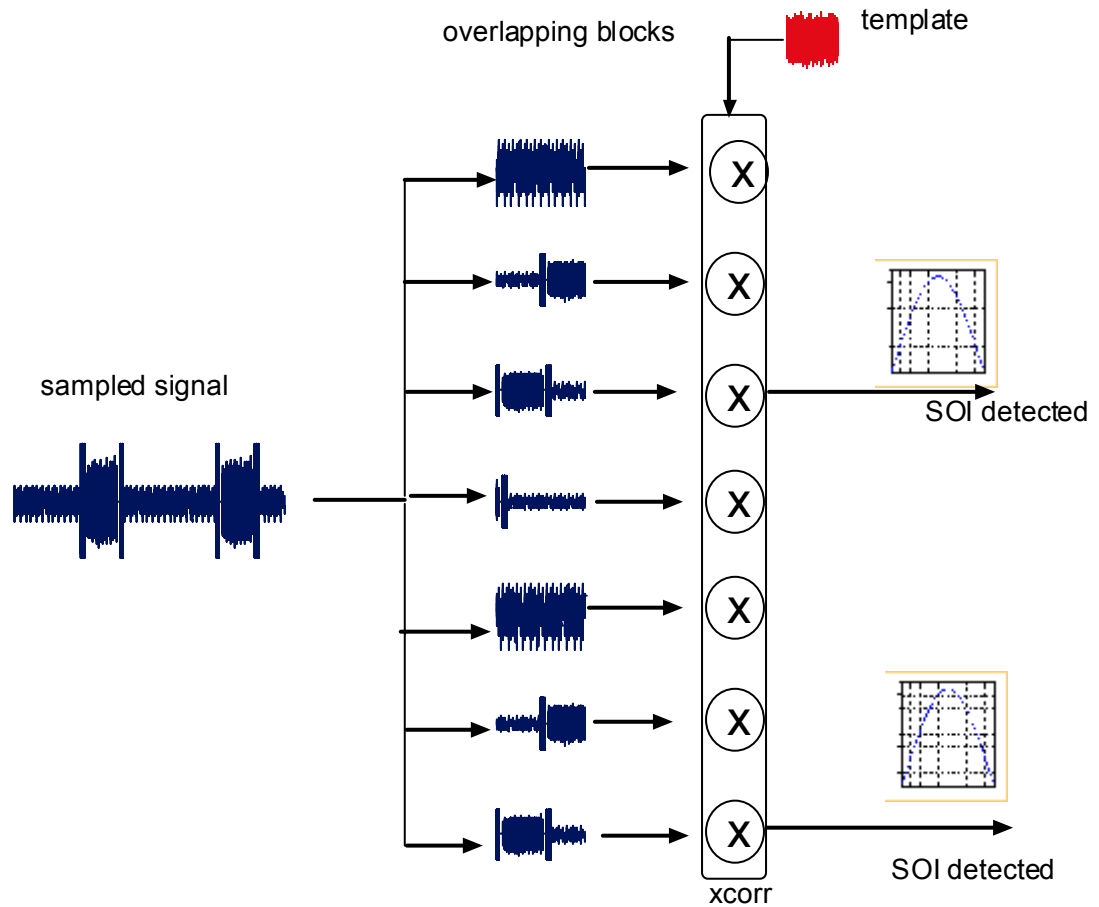 template
overlapping blocks
X
X
sampled signal
X
SOI detected
X
X
X
X
SOI detected
xcorr